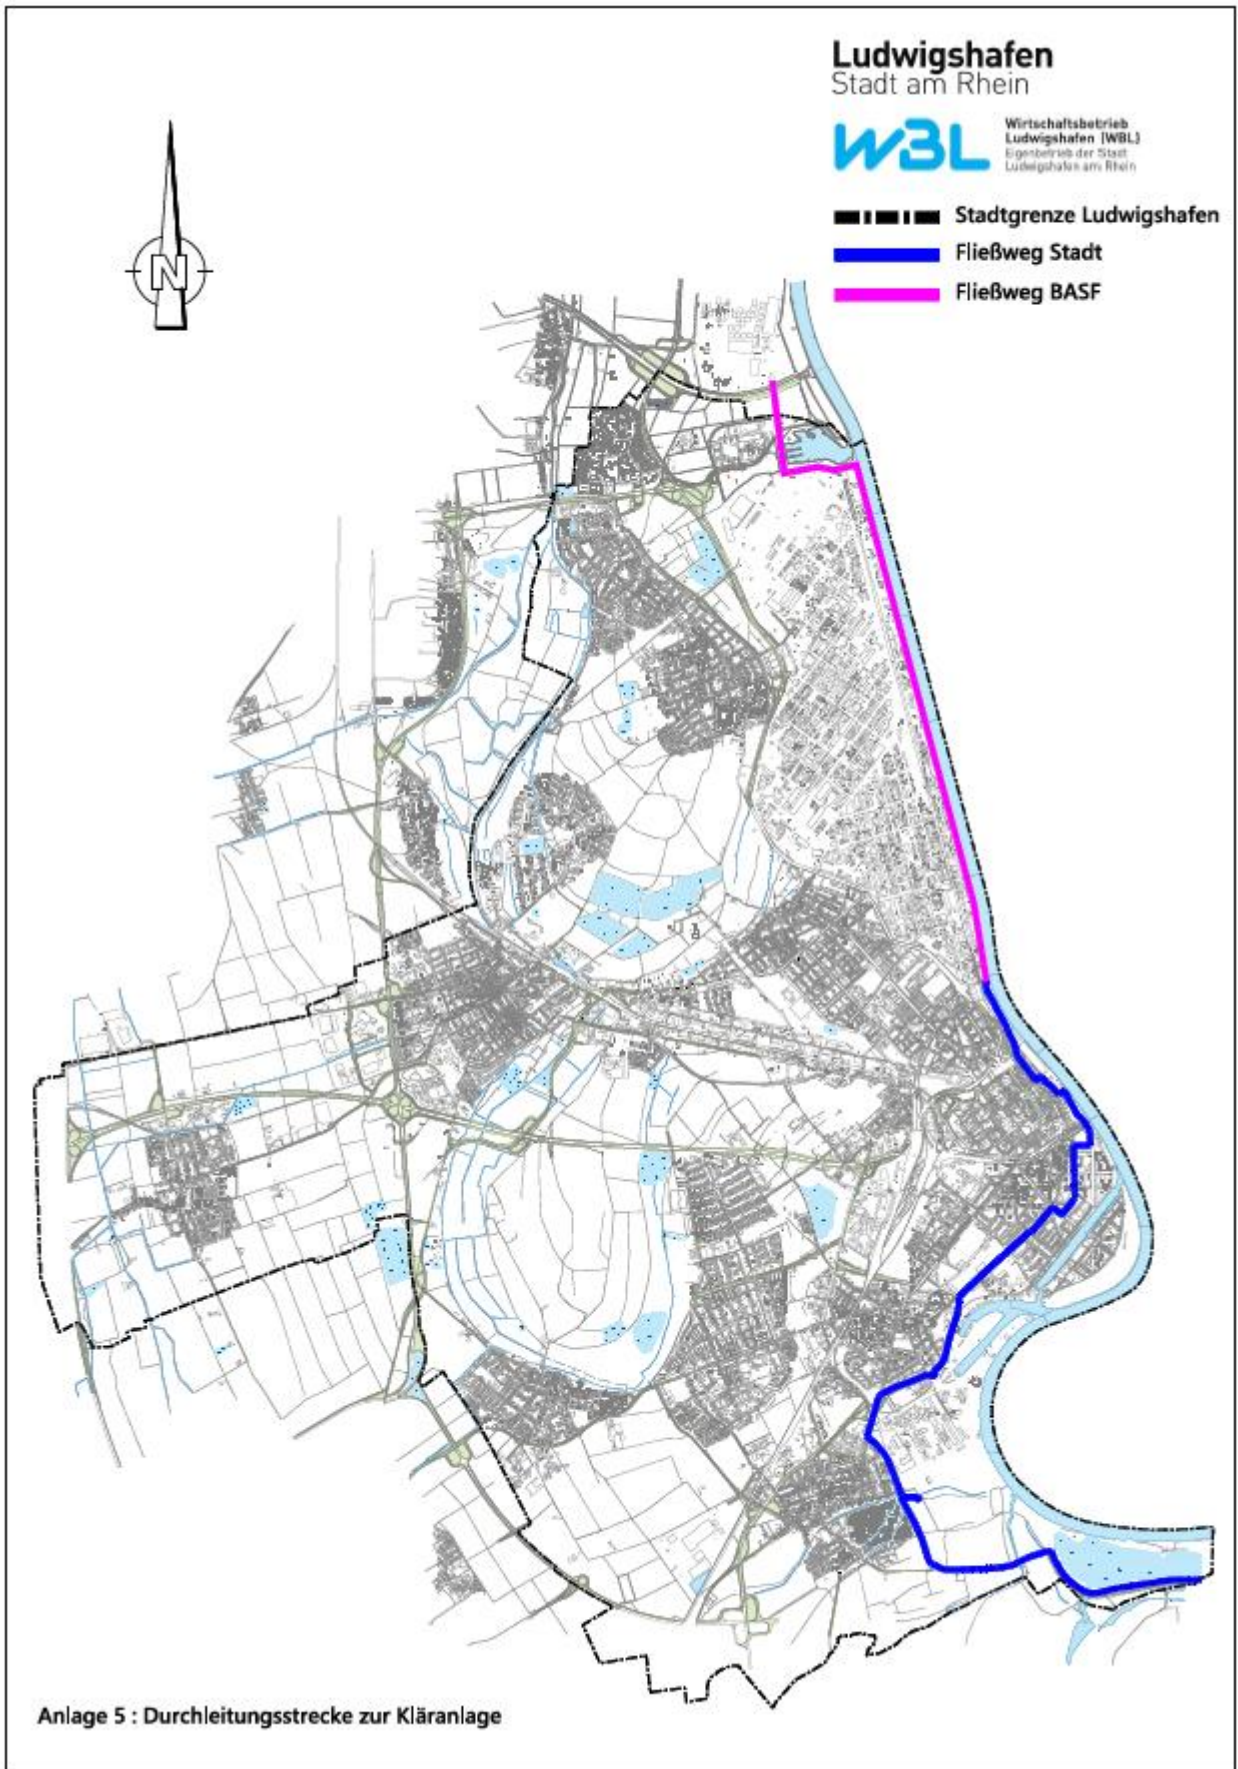 Ludwigshafen
Stadt am Rhein
WBL
Wirtschaftsbetrieb
Ludwigshafen (WBL)
Eigenbetrieb der Stadt
Ludwigshafen am Rhein
Stadtgrenze Ludwigshafen
Fließweg Stadt
Fließweg BASF
N
Anlage 5 : Durchleitungsstrecke zur Kläranlage